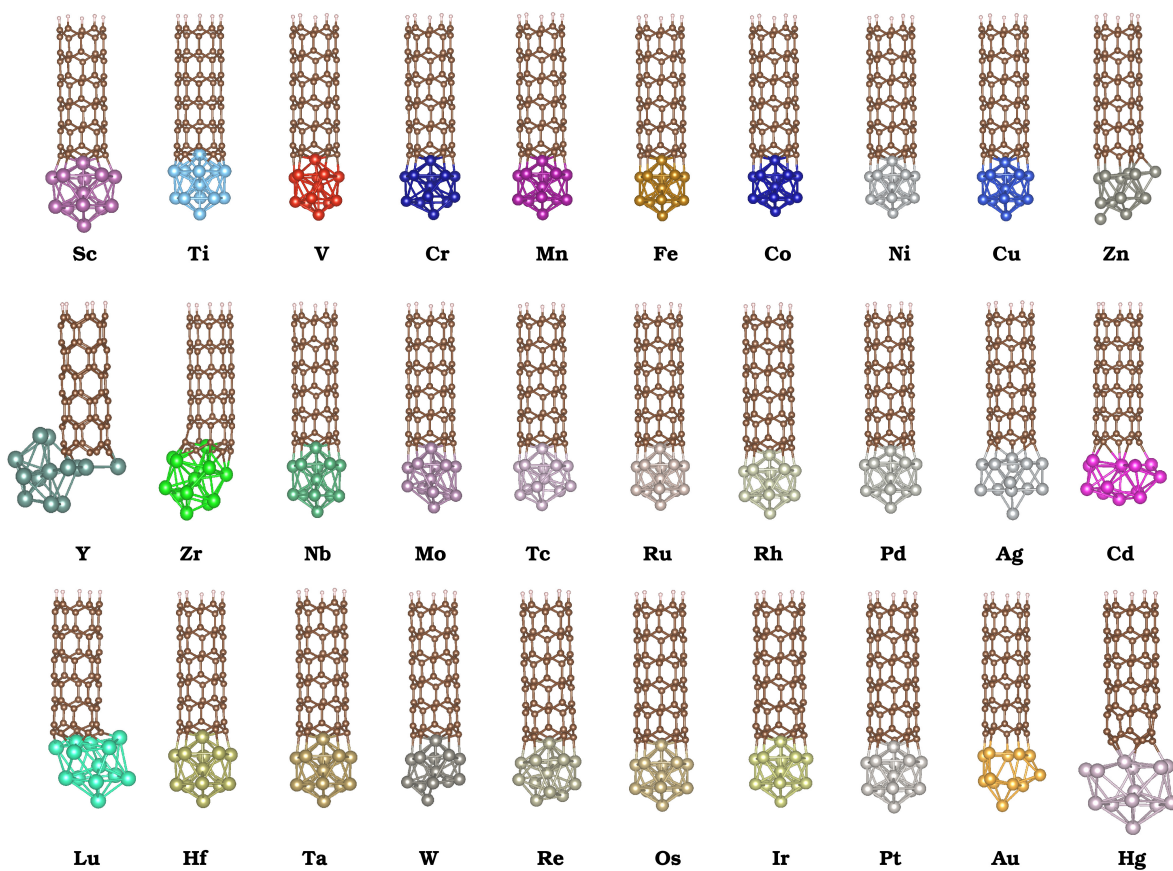 Sc Ti V Cr Mn Fe Co Ni Cu Zn
Y Zr Nb Mo Tc Ru Rh Pd Ag Cd
Lu Hf Ta W Re Os Ir Pt Au Hg